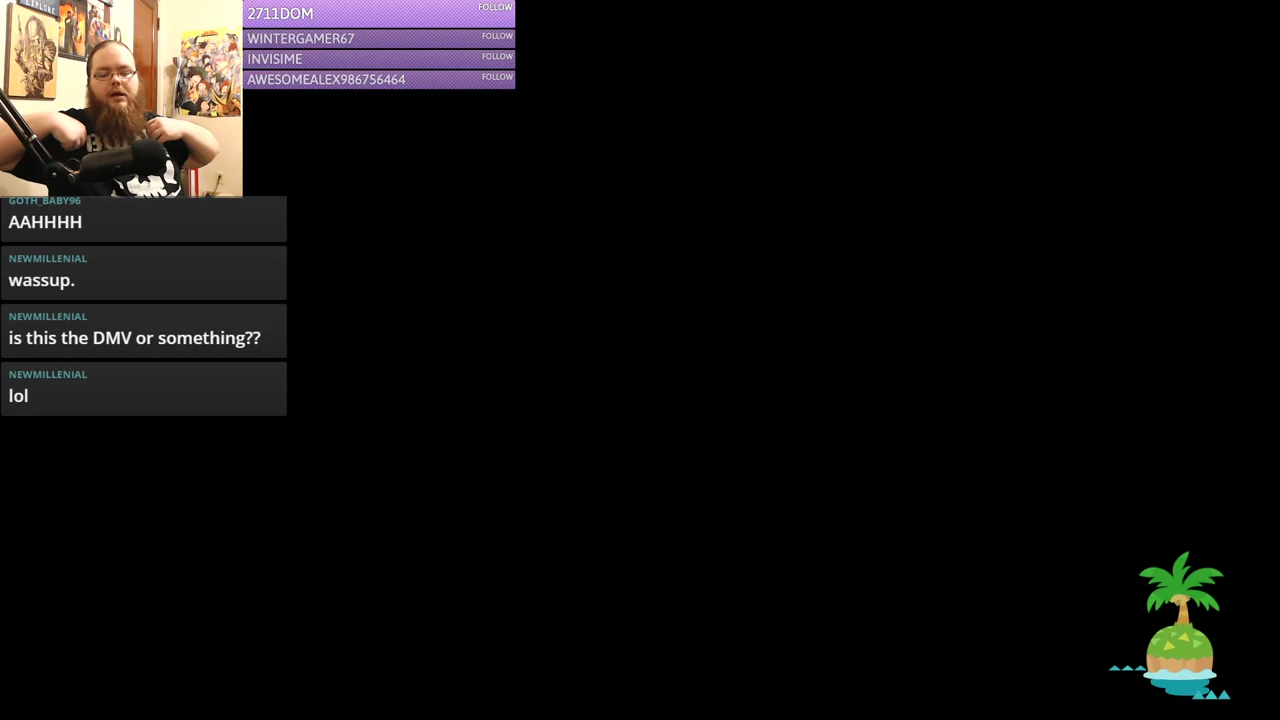 EXPLORE
2711DOM
FOLLOW
WINTERGAMER67
FOLLOW
INVISIME
FOLLOW
AWESOMEALEX986756464
FOLLOW
GOTH_BABY96
AAHHHH
NEWMILLENIAL
wassup.
NEWMILLENIAL
is this the DMV or something??
NEWMILLENIAL
lol